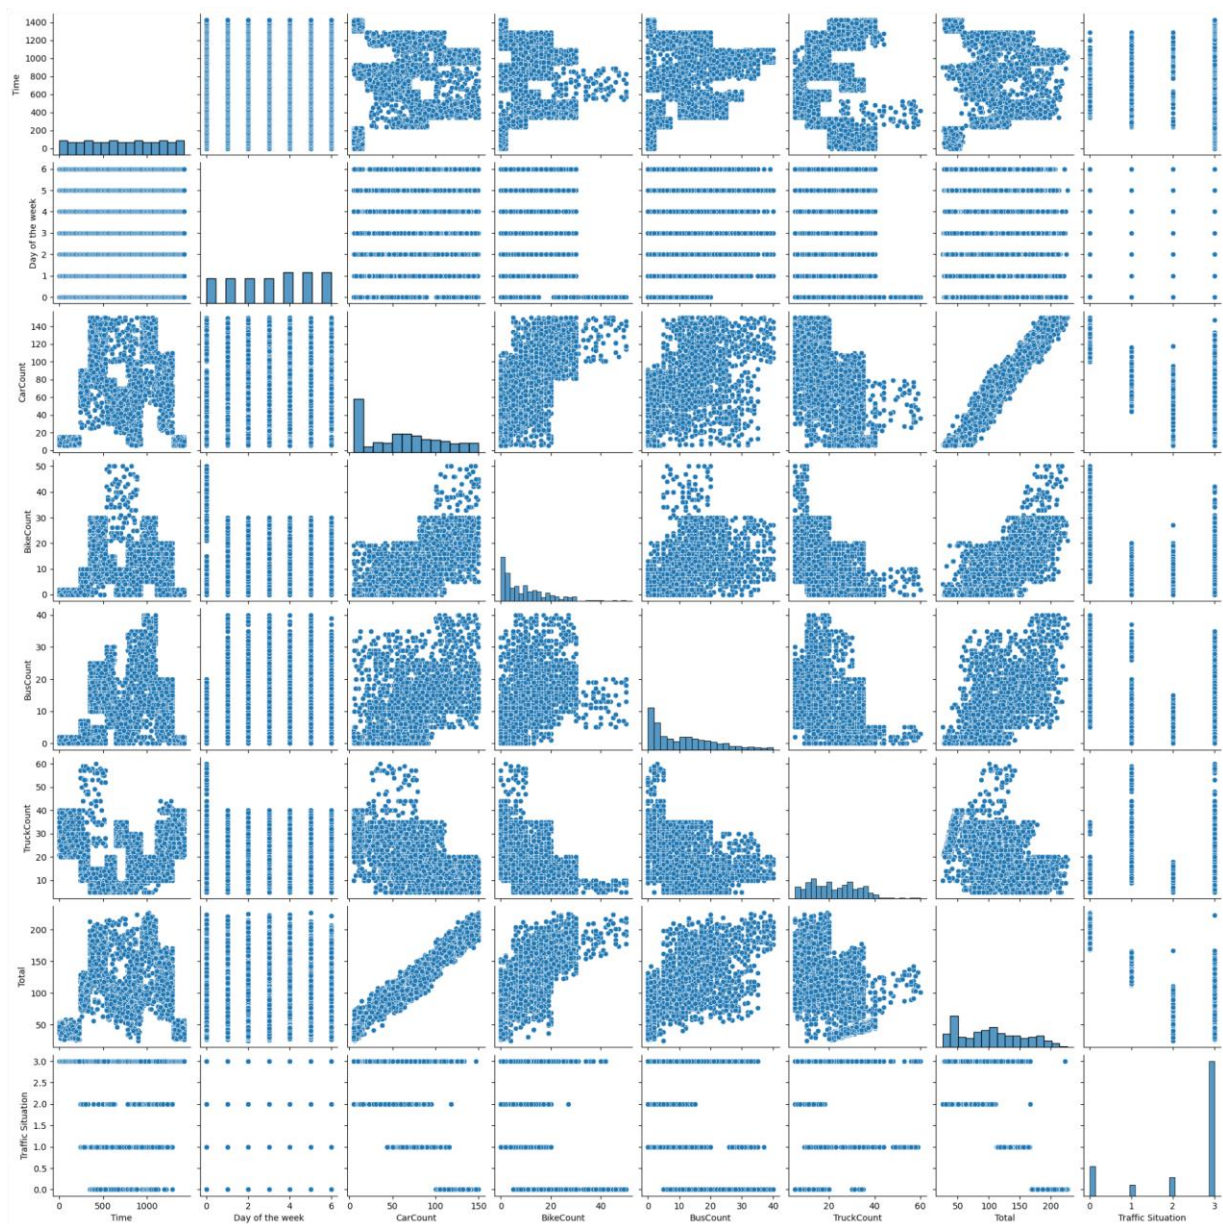 1400
1200
1000
800
600
400
200
0
Time
6
5
4
3
2
1
0
Day of the week
140
120
100
80
60
40
20
0
CarCount
50
40
30
20
10
0
BikeCount
40
30
20
10
0
BusCount
60
50
40
30
20
10
TruckCount
200
150
100
50
Total
3.0
2.5
2.0
1.5
1.0
0.5
0.0
Traffic Situation
0 500 1000
Time
0 2 4 6
Day of the week
0 50 100 150
CarCount
0 20 40
BikeCount
0 10 20 30 40
BusCount
20 40 60
TruckCount
50 100 150 200
Total
0 1 2 3
Traffic Situation